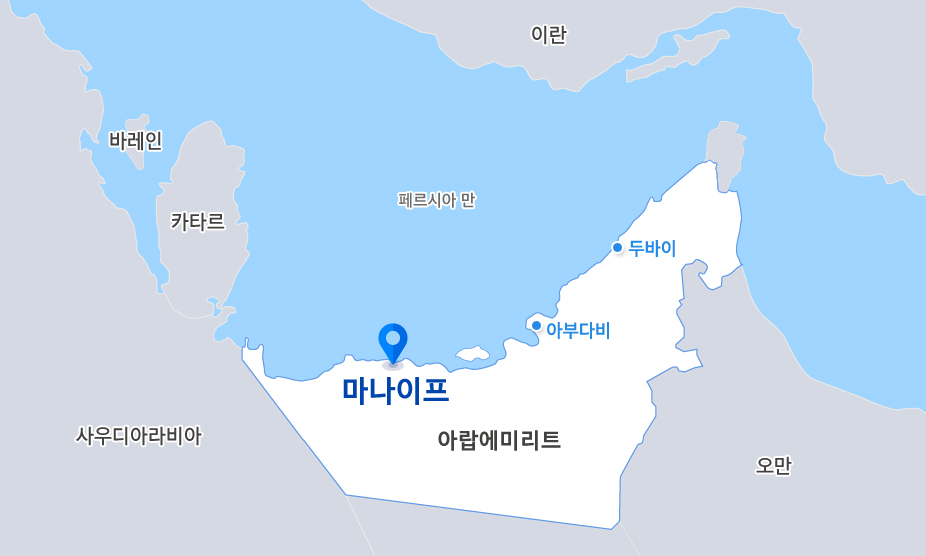 이란
바레인
페르시아 만
카타르
두바이
아부다비
마나이프
사우디아라비아
아랍에미리트
오만